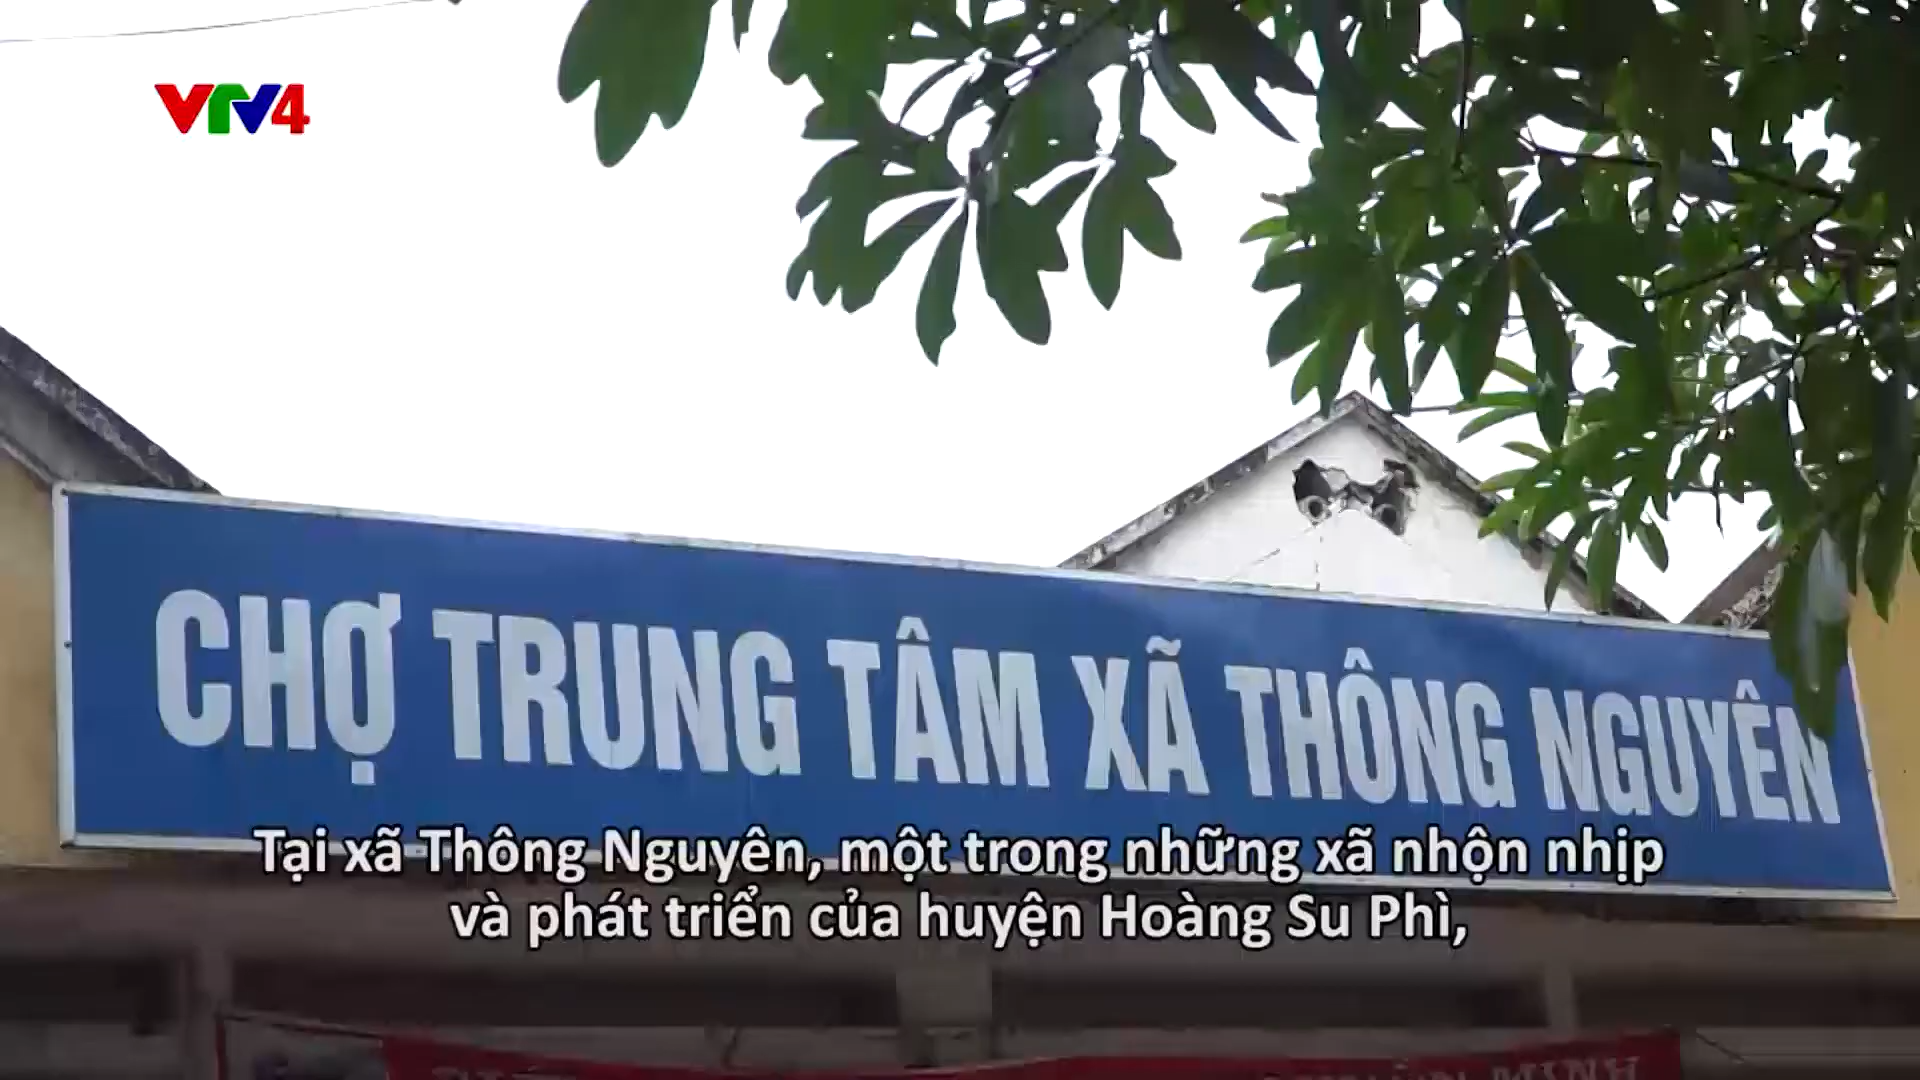 VTV4
CHỢ TRUNG TÂM XÃ THÔNG NGUYÊN
Tại xã Thông Nguyên, một trong những xã nhộn nhịp
và phát triển của huyện Hoàng Su Phì,
MINH